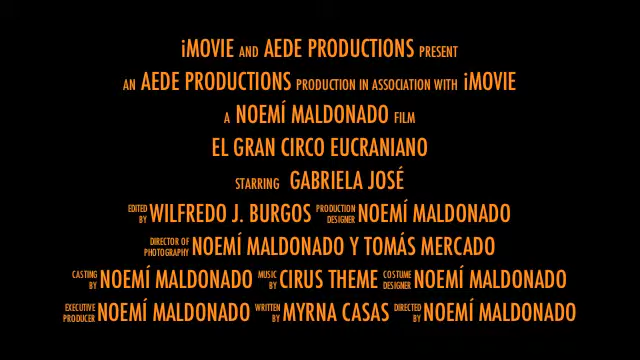 iMOVIE AND AEDE PRODUCTIONS PRESENT
AN AEDE PRODUCTIONS PRODUCTION IN ASSOCIATION WITH iMOVIE
A NOEMÍ MALDONADO FILM
EL GRAN CIRCO EUCRANIANO
STARRING GABRIELA JOSÉ
EDITED BY WILFREDO J. BURGOS PRODUCTION DESIGNER NOEMÍ MALDONADO
DIRECTOR OF PHOTOGRAPHY NOEMÍ MALDONADO Y TOMÁS MERCADO
CASTING BY NOEMÍ MALDONADO MUSIC BY CIRUS THEME COSTUME DESIGNER NOEMÍ MALDONADO
EXECUTIVE PRODUCER NOEMÍ MALDONADO WRITTEN BY MYRNA CASAS DIRECTED BY NOEMÍ MALDONADO